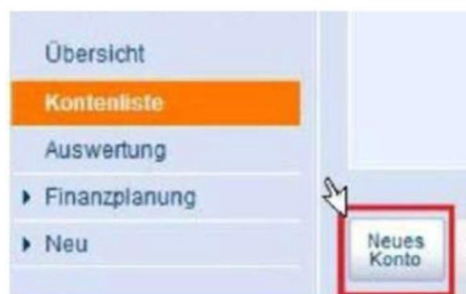 Übersicht
Kontenliste
Auswertung
Finanzplanung
Neu
Neues
Konto